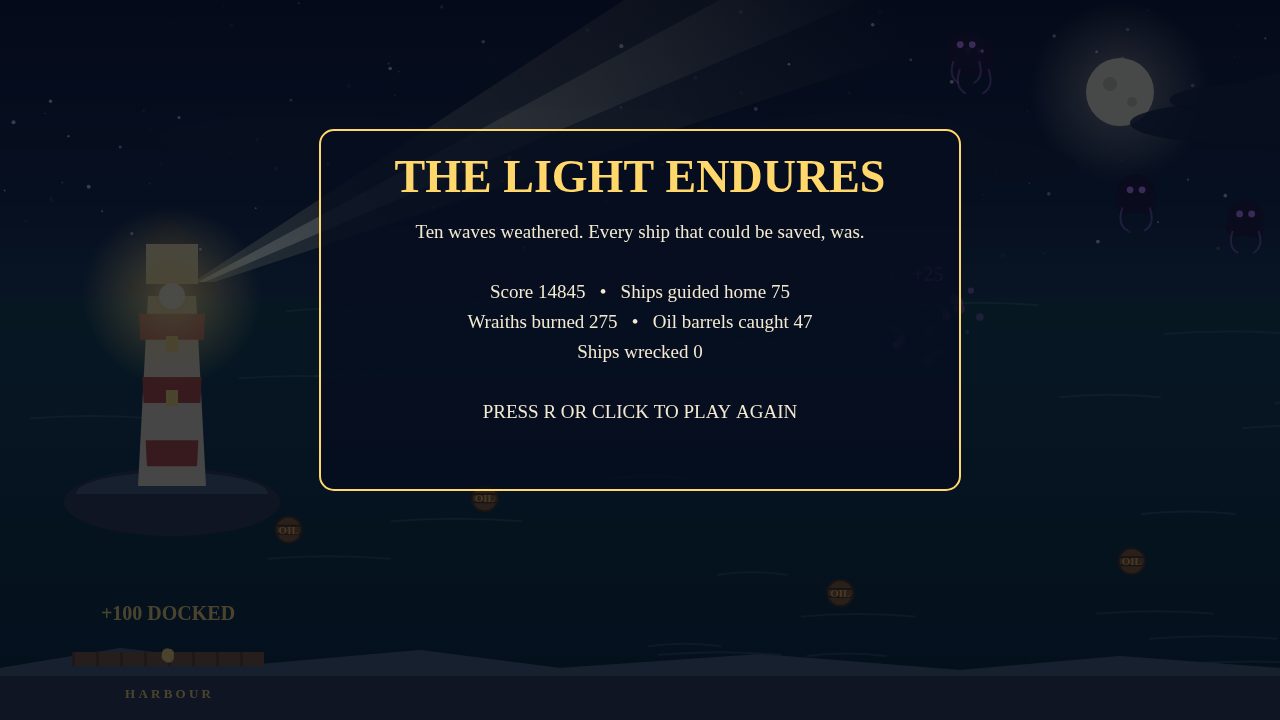 THE LIGHT ENDURES
Ten waves weathered. Every ship that could be saved, was.
+25
Score 14845 • Ships guided home 75
Wraiths burned 275 • Oil barrels caught 47
Ships wrecked 0
PRESS R OR CLICK TO PLAY AGAIN
OIL
OIL
OIL
OIL
+100 DOCKED
HARBOUR